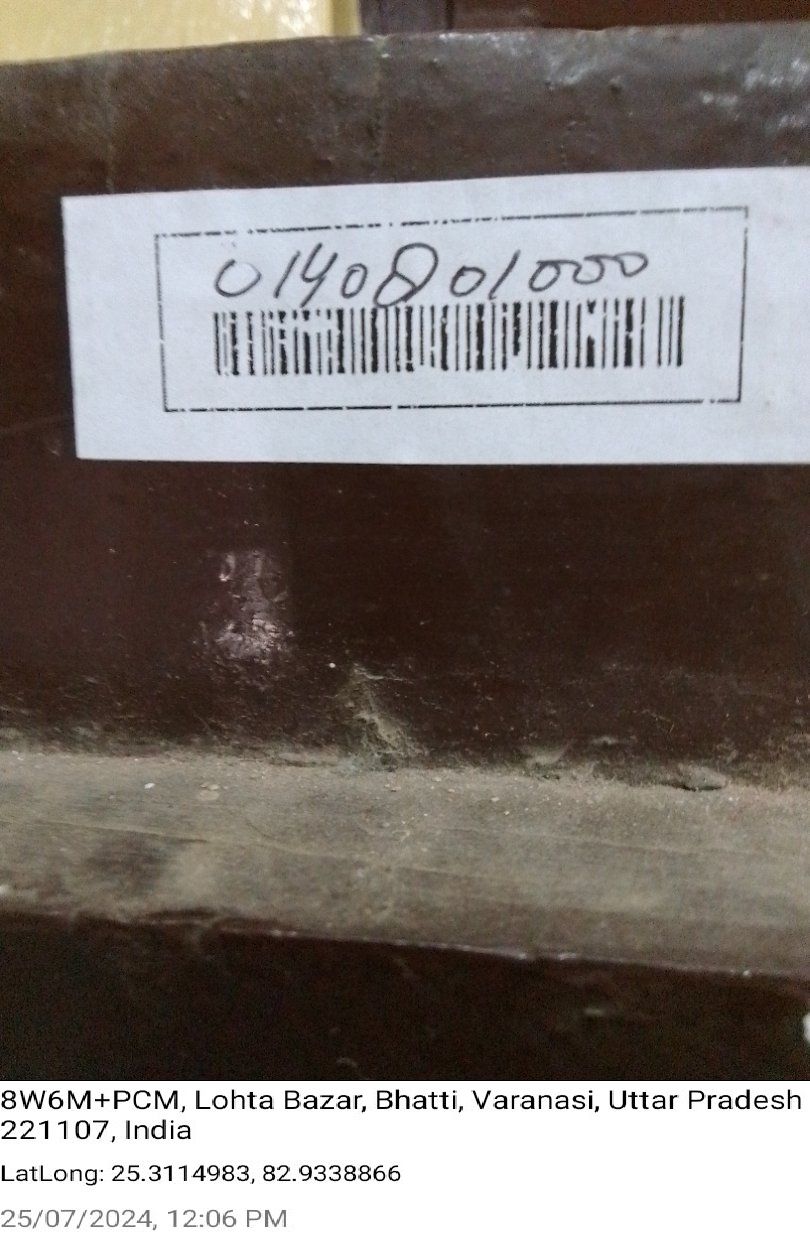 0140801000
8W6M+PCM, Lohta Bazar, Bhatti, Varanasi, Uttar Pradesh
221107, India
LatLong: 25.3114983, 82.9338866
25/07/2024, 12:06 PM